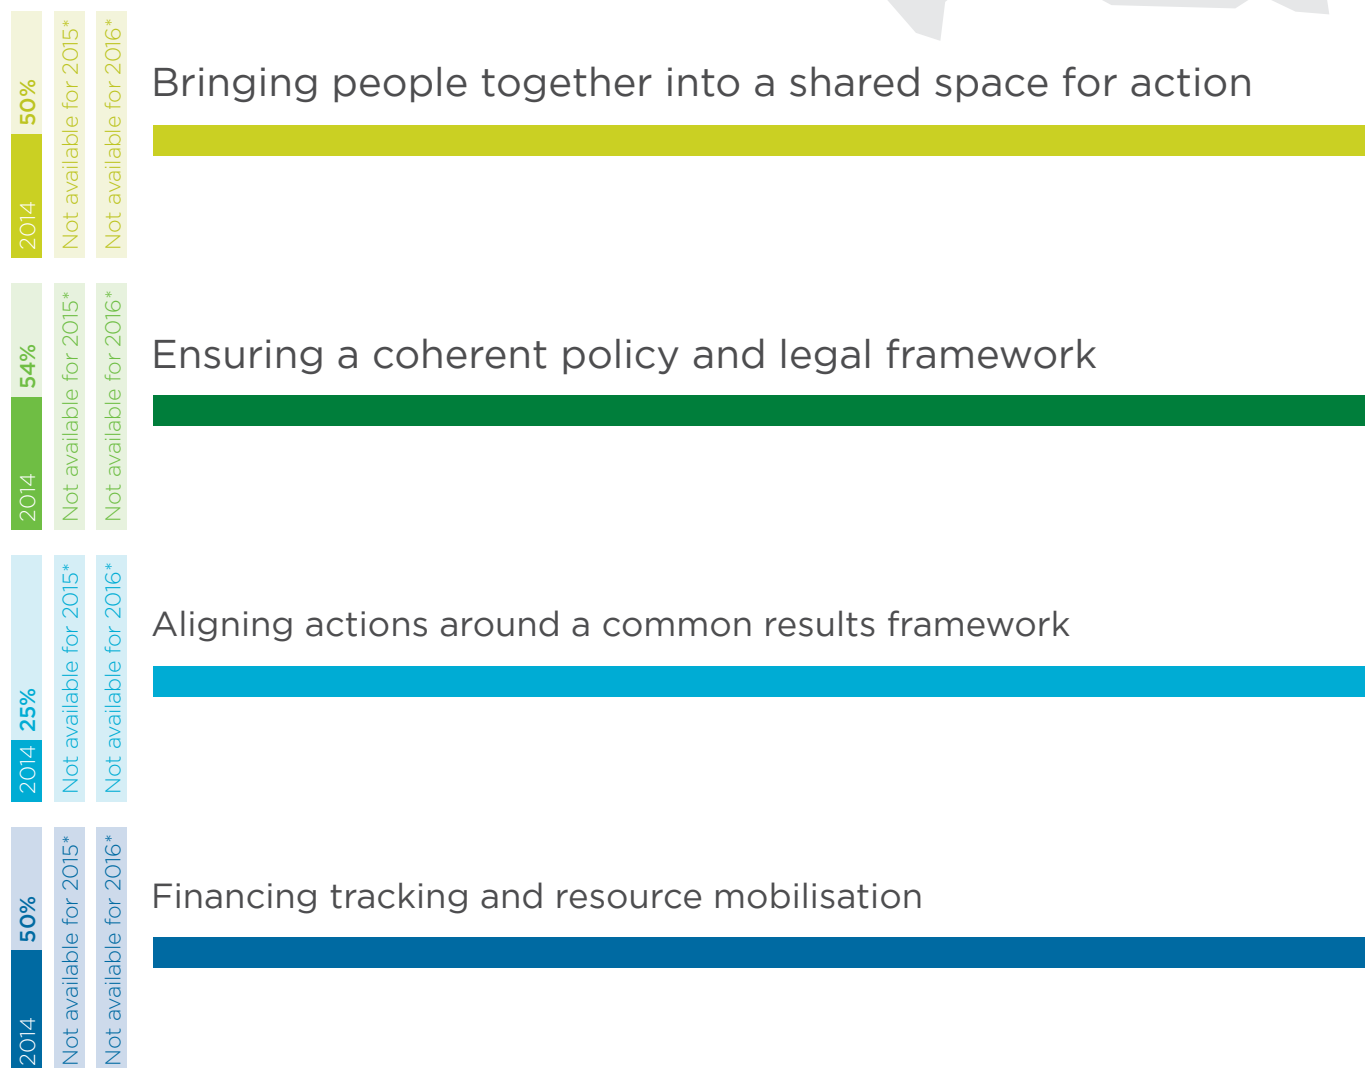 2014 50%
Not available for 2015*
Not available for 2016*
Bringing people together into a shared space for action
2014 54%
Not available for 2015*
Not available for 2016*
Ensuring a coherent policy and legal framework
2014 25%
Not available for 2015*
Not available for 2016*
Aligning actions around a common results framework
2014 50%
Not available for 2015*
Not available for 2016*
Financing tracking and resource mobilisation